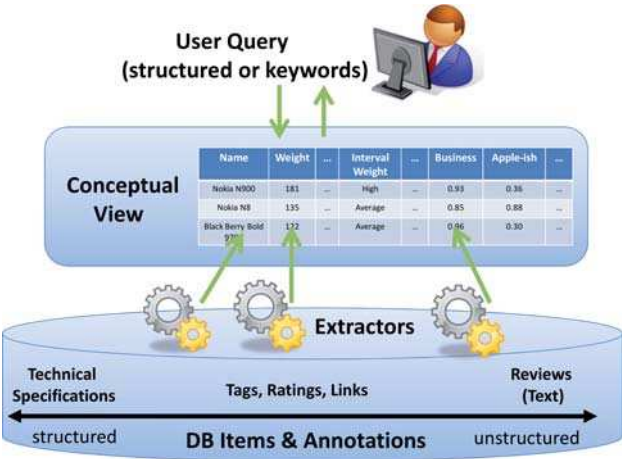 User Query
(structured or keywords)
Conceptual
View
Name Weight ... Interval Weight ... Business Apple-ish ...
Nokia N900 181 ... High ... 0.93 0.36 ...
Nokia N8 135 ... Average ... 0.85 0.88 ...
Black Berry Bold 122 ... Average ... 0.96 0.30 ...
Extractors
Technical
Specifications
Tags, Ratings, Links
Reviews
(Text)
structured
DB Items & Annotations
unstructured